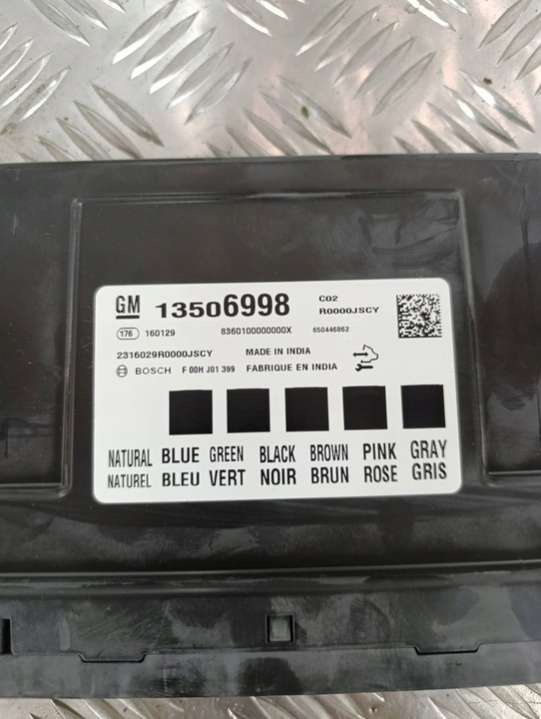 GM 13506998 C02
R0000JSCY
176 160129 8360100000000X 650446862
2316029R0000JSCY MADE IN INDIA
BOSCH F 00H J01 399 FABRIQUE EN INDIA
NATURAL BLUE GREEN BLACK BROWN PINK GRAY
NATUREL BLEU VERT NOIR BRUN ROSE GRIS